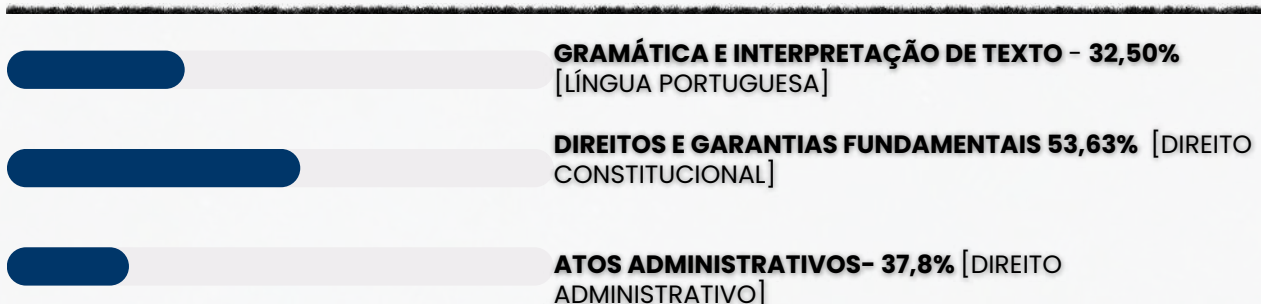 GRAMÁTICA E INTERPRETAÇÃO DE TEXTO - 32,50%
[LÍNGUA PORTUGUESA]
DIREITOS E GARANTIAS FUNDAMENTAIS 53,63% [DIREITO
CONSTITUCIONAL]
ATOS ADMINISTRATIVOS- 37,8% [DIREITO
ADMINISTRATIVO]